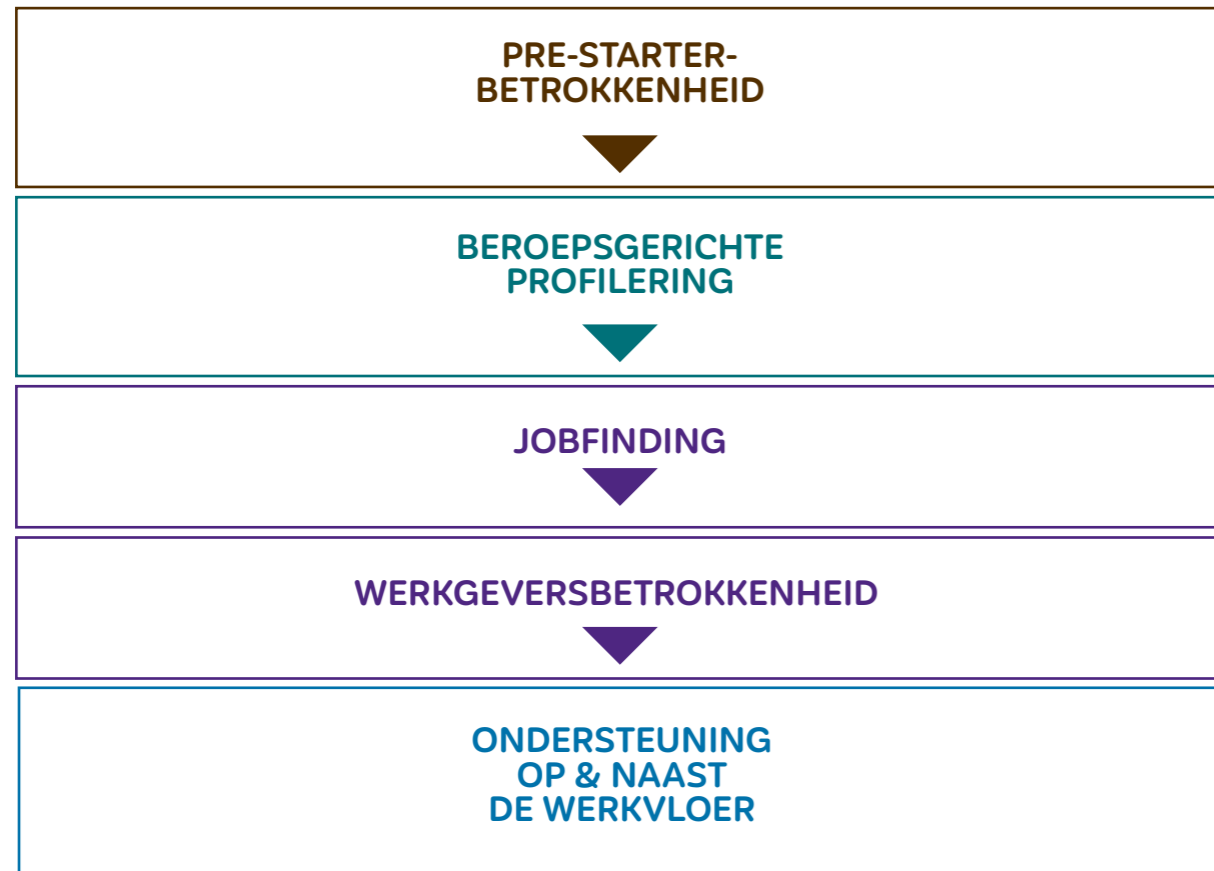 PRE-STARTER-
BETROKKENHEID
BEROEPSGERICHTE
PROFILERING
JOBFINDING
WERKGEVERSBETROKKENHEID
ONDERSTEUNING
OP & NAAST
DE WERKVLOER